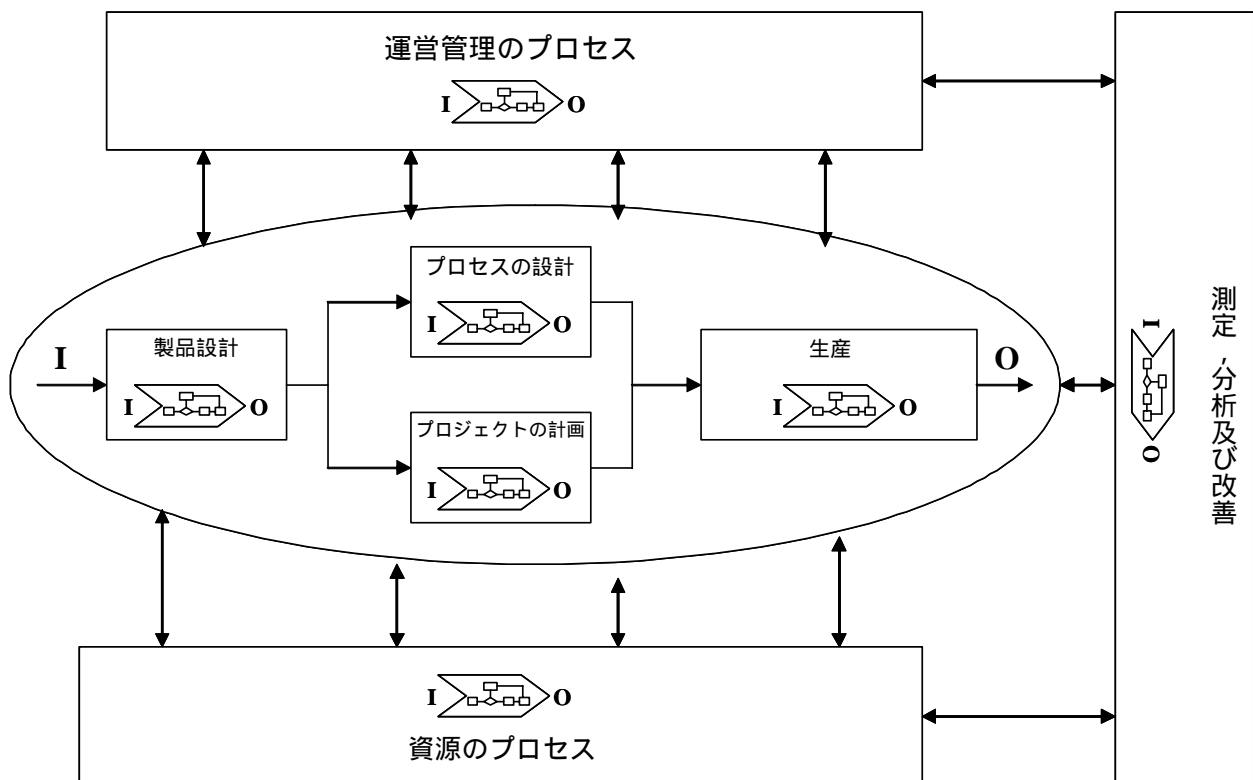 運営管理のプロセス
I O
プロセスの設計
I O
I
製品設計
I O
生産
I O
O
プロジェクトの計画
I O
I O
資源のプロセス
測定,分析及び改善
I O